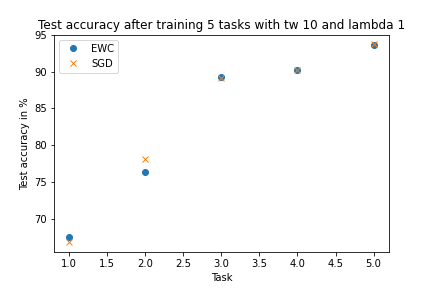 Test accuracy after training 5 tasks with tw 10 and lambda 1
EWC
SGD
Test accuracy in %
95
90
85
80
75
70
1.0 1.5 2.0 2.5 3.0 3.5 4.0 4.5 5.0
Task